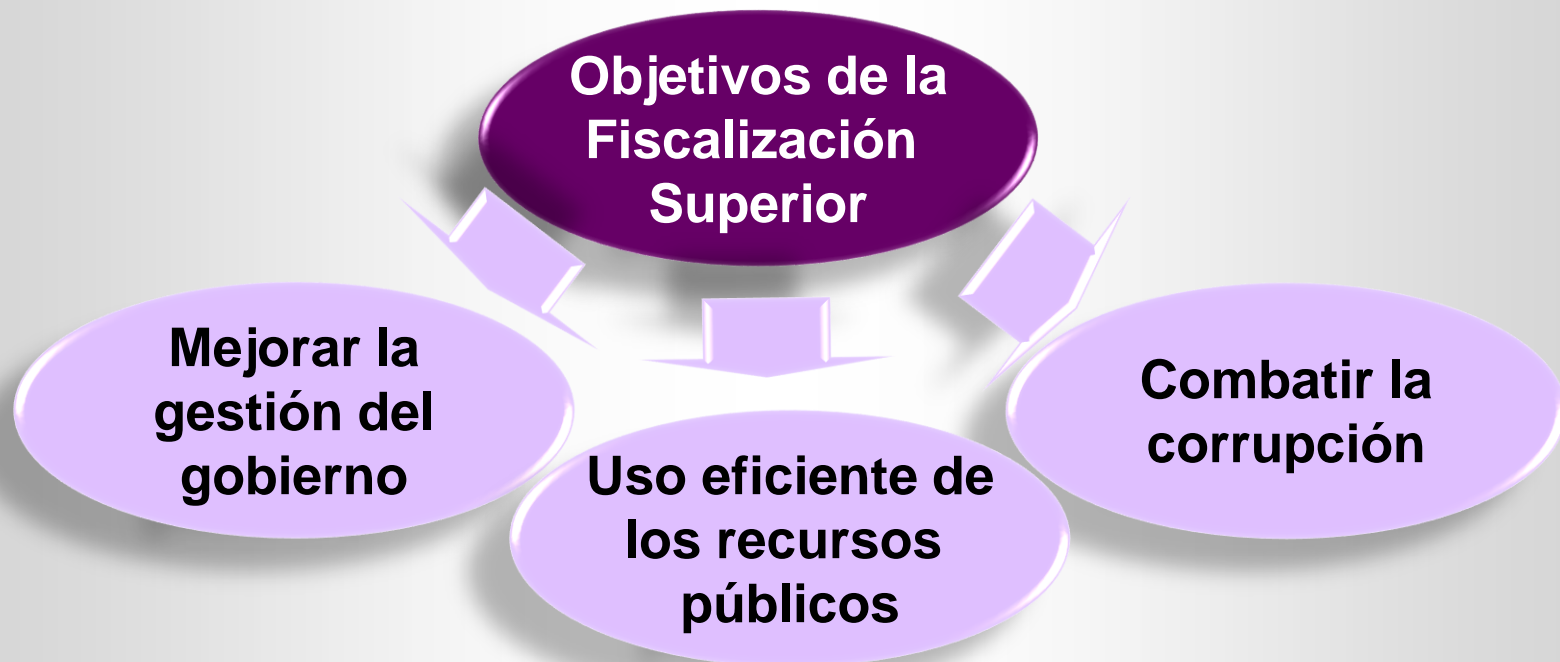 Objetivos de la
Fiscalización
Superior
Mejorar la
gestión del
gobierno
Uso eficiente de
los recursos
públicos
Combatir la
corrupción